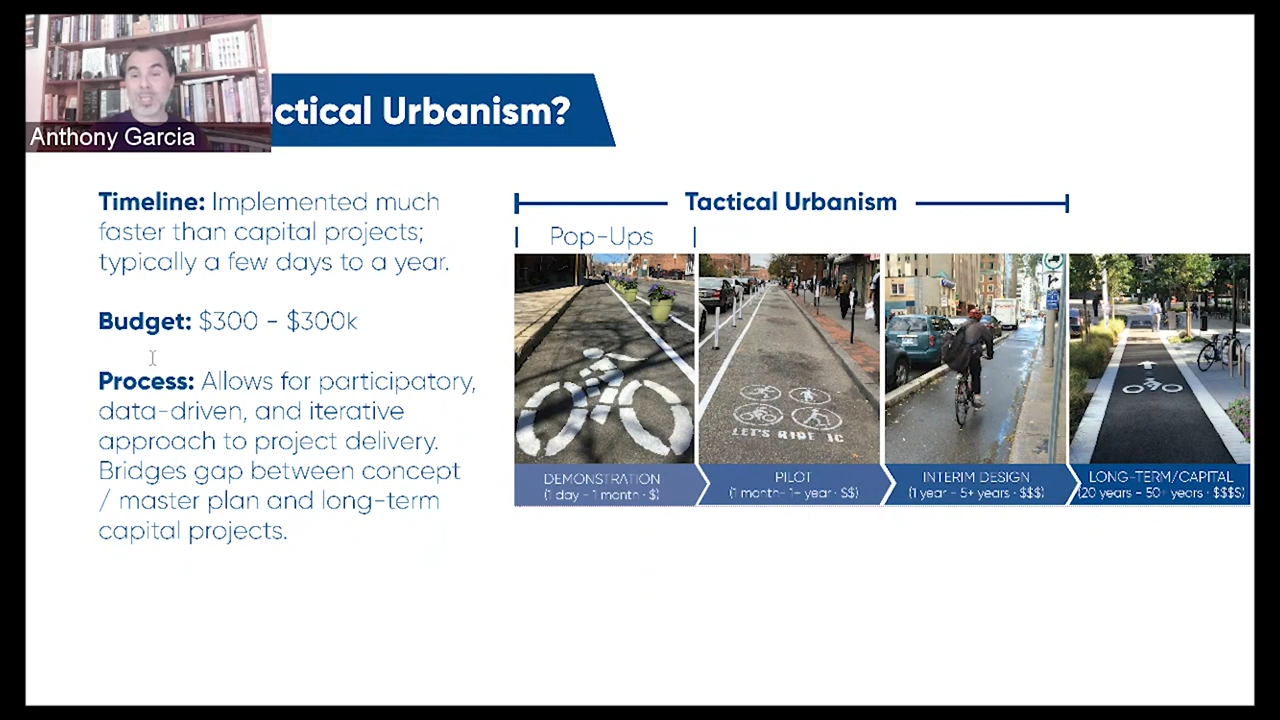 Anthony Garcia
actical Urbanism?
Timeline: Implemented much
faster than capital projects;
typically a few days to a year.
Budget: $300 - $300k
Process: Allows for participatory,
data-driven, and iterative
approach to project delivery.
Bridges gap between concept
/ master plan and long-term
capital projects.
Tactical Urbanism
Pop-Ups
LET'S RIDE JC
DEMONSTRATION
(1 day - 1 month · $)
PILOT
(1 month- 1+ year · $$)
INTERIM DESIGN
(1 year - 5+ years · $$$)
LONG-TERM/CAPITAL
(20 years - 50+ years · $$$$)